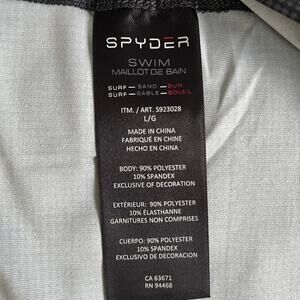 SPYDER
SWIM
MAILLOT DE BAIN
SURF — SAND — SUN
SURF — SABLE — SOLEIL
ITM. / ART. S923028
L/G
MADE IN CHINA
FABRIQUÉ EN CHINE
HECHO EN CHINA
BODY: 90% POLYESTER
10% SPANDEX
EXCLUSIVE OF DECORATION
EXTÉRIEUR: 90% POLYESTER
10% ÉLASTHANNE
GARNITURES NON COMPRISES
CUERPO: 90% POLYESTER
10% SPANDEX
EXCLUSIVO DE DECORACION
CA 63671
RN 94468